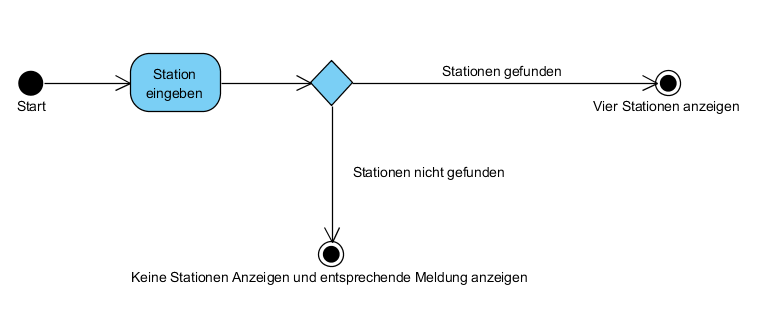 Start
Station
eingeben
Stationen gefunden
Vier Stationen anzeigen
Stationen nicht gefunden
Keine Stationen Anzeigen und entsprechende Meldung anzeigen